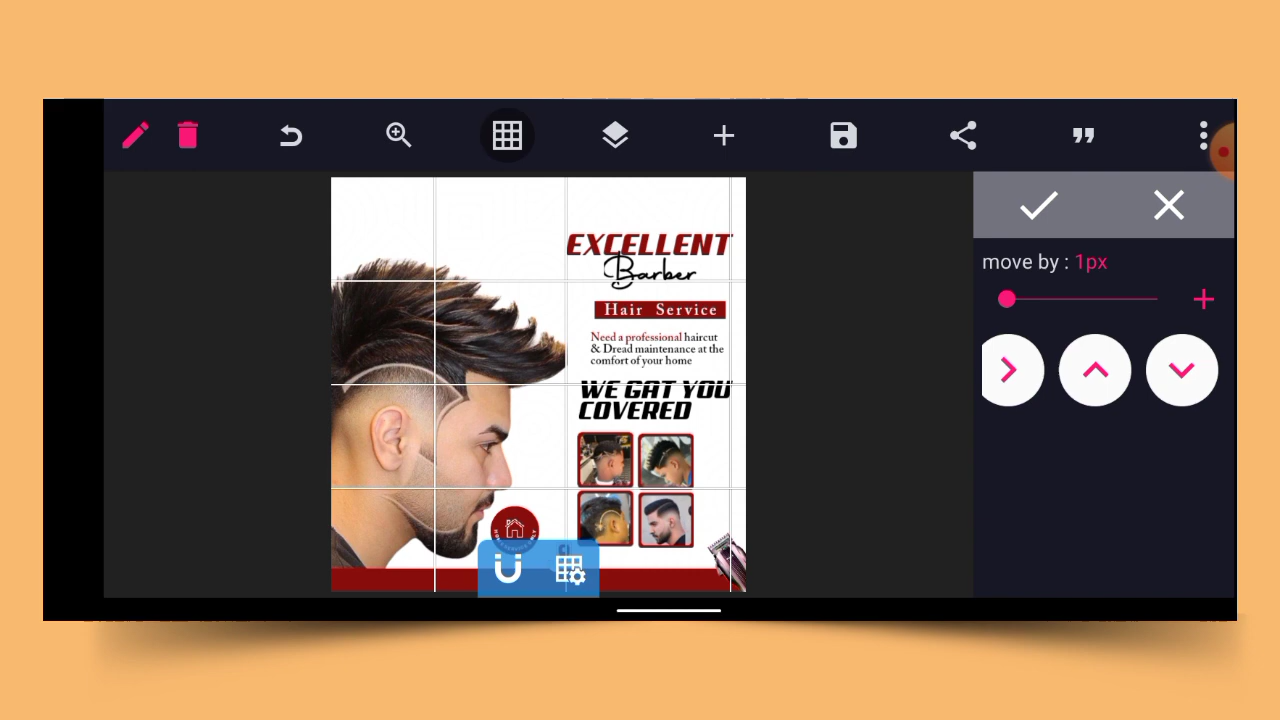 move by : 1px
EXCELLENT
Barber
Hair Service
Need a professional haircut
& Dread maintenance at the
comfort of your home
WE GAT YOU
COVERED